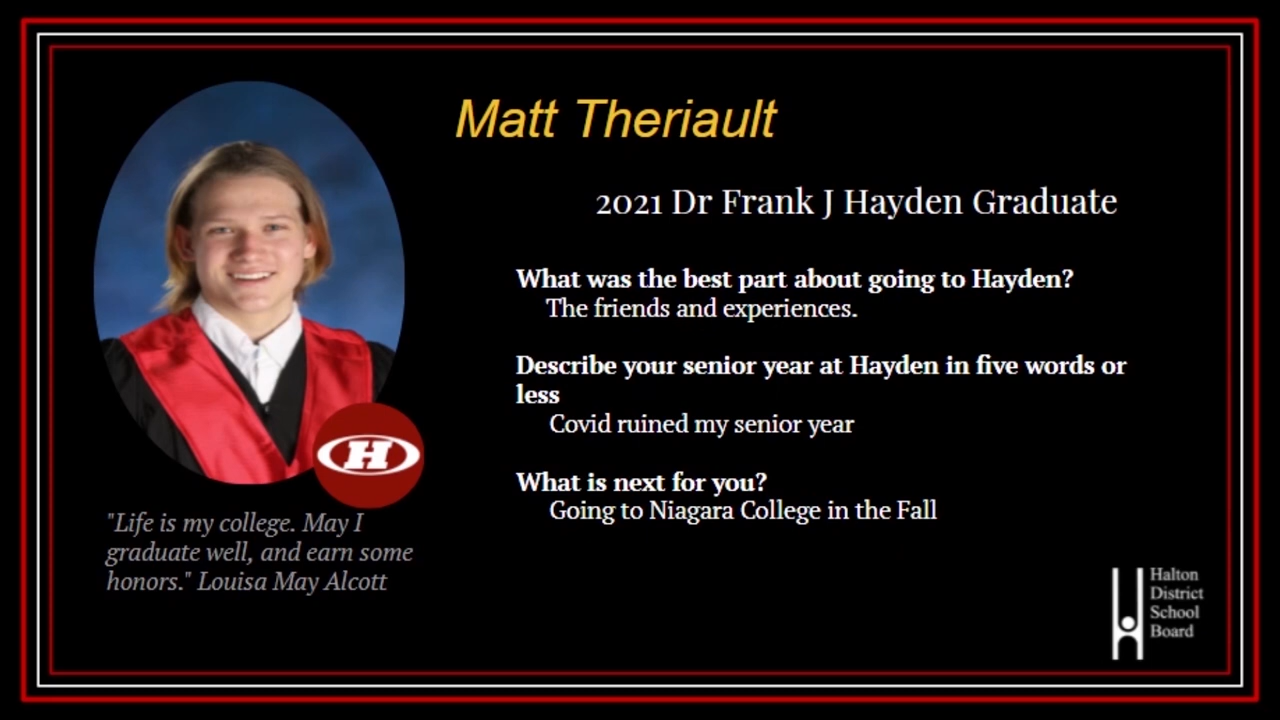 Matt Theriault
2021 Dr Frank J Hayden Graduate
What was the best part about going to Hayden?
The friends and experiences.
Describe your senior year at Hayden in five words or
less
Covid ruined my senior year
What is next for you?
Going to Niagara College in the Fall
H
"Life is my college. May I
graduate well, and earn some
honors." Louisa May Alcott
Halton
District
School
Board